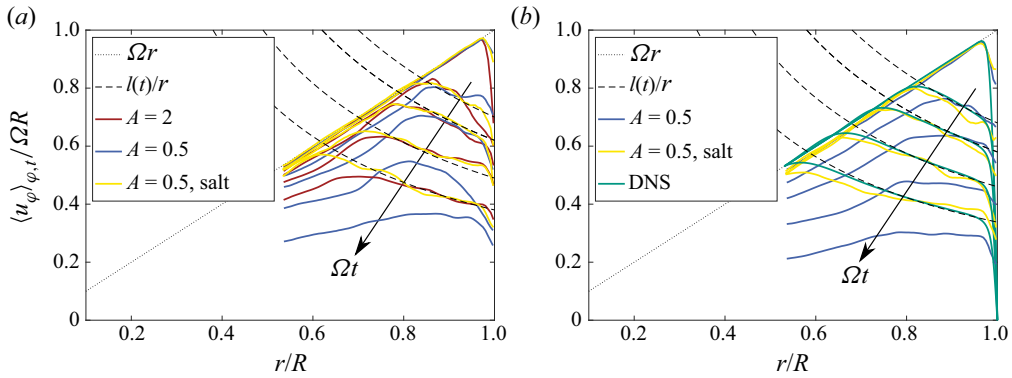 (a)
1.0
0.8
0.6
0.4
0.2
0
⟨u_φ⟩_φ,t/ΩR
Ωr
l(t)/r
A = 2
A = 0.5
A = 0.5, salt
Ωt
0.2 0.4 0.6 0.8 1.0
r/R
(b)
1.0
0.8
0.6
0.4
0.2
0
Ωr
l(t)/r
A = 0.5
A = 0.5, salt
DNS
Ωt
0.2 0.4 0.6 0.8 1.0
r/R